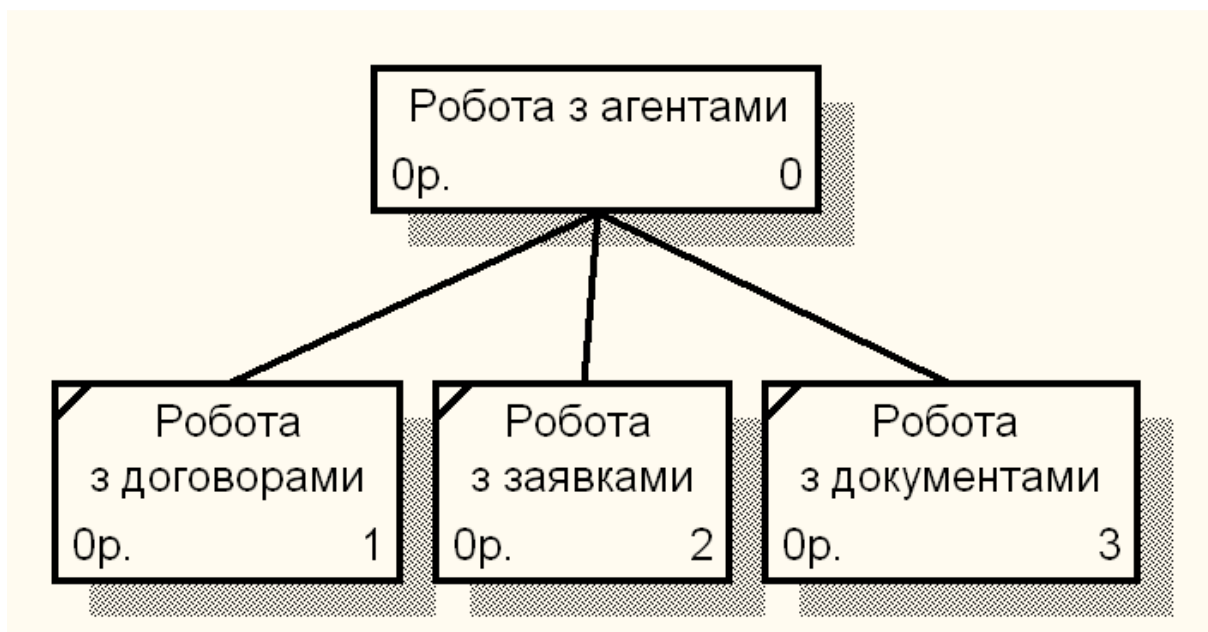 Робота з агентами
0р. 0
Робота
з договорами
0р. 1
Робота
з заявками
0р. 2
Робота
з документами
0р. 3